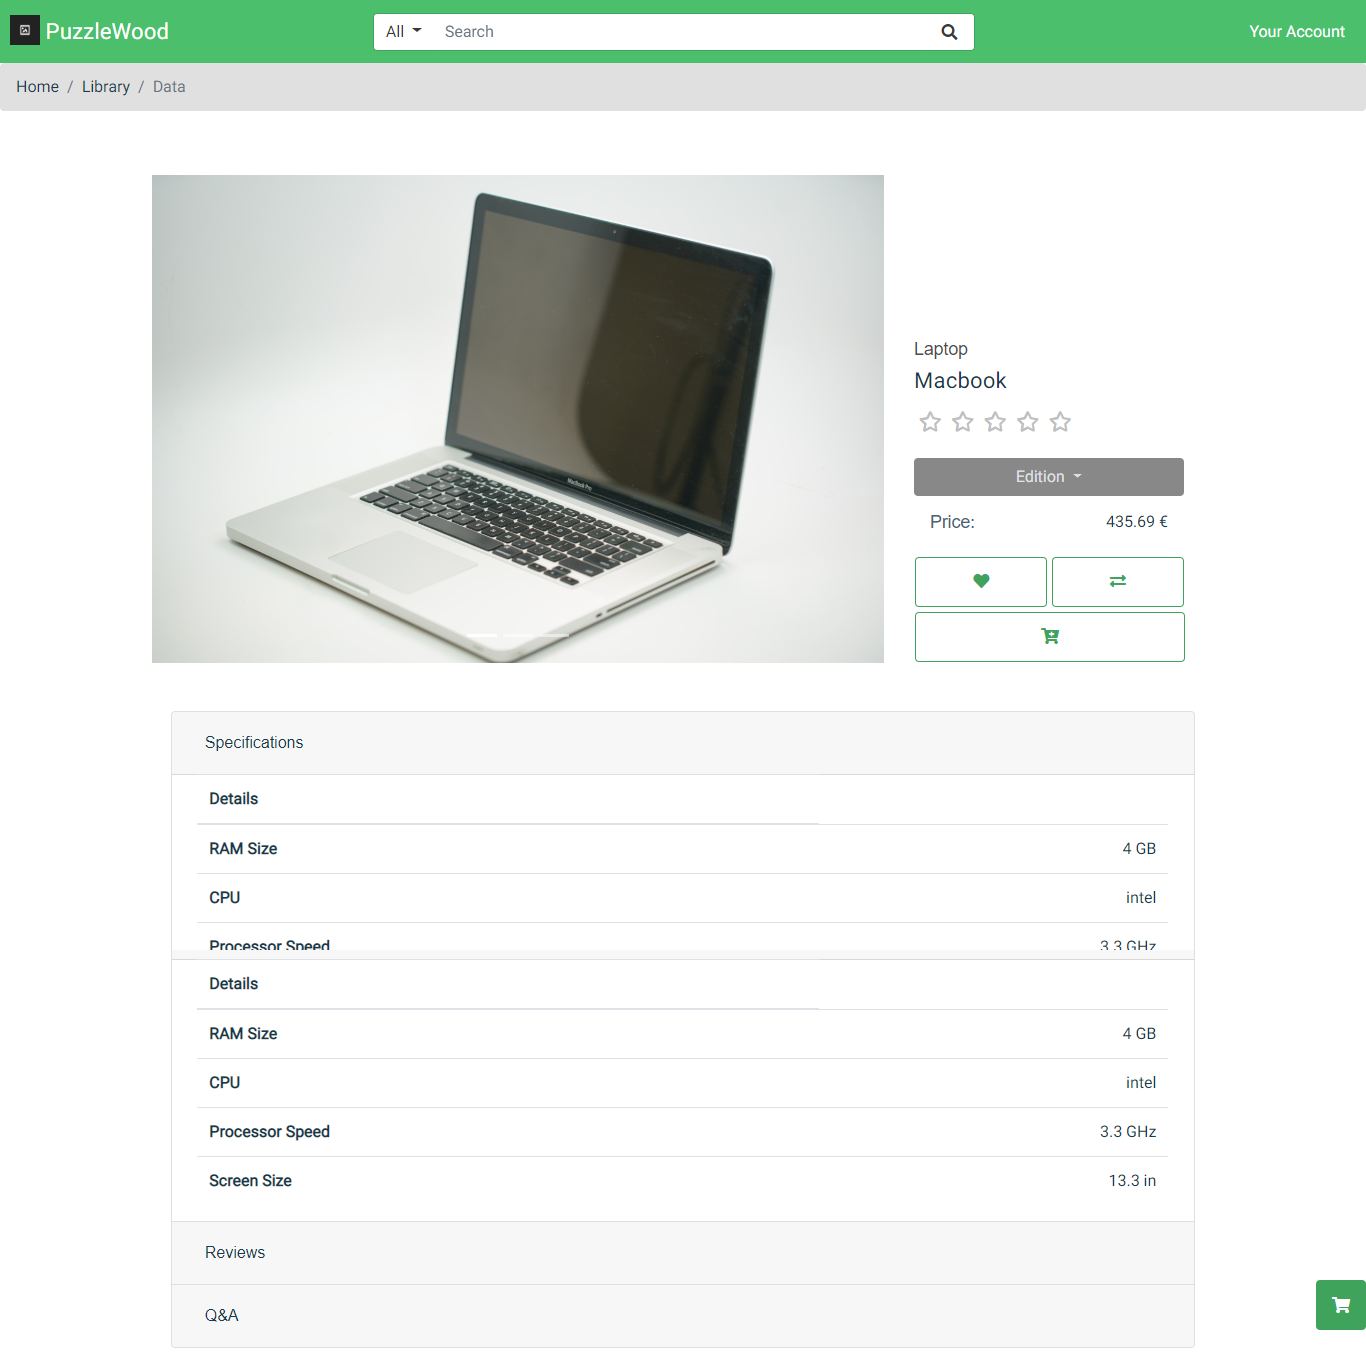 PuzzleWood
All
Search
Your Account
Home / Library / Data
MacBook Pro
Laptop
Macbook
Edition
Price: 435.69 €
Specifications
Details
RAM Size 4 GB
CPU intel
Processor Speed 3.3 GHz
Details
RAM Size 4 GB
CPU intel
Processor Speed 3.3 GHz
Screen Size 13.3 in
Reviews
Q&A